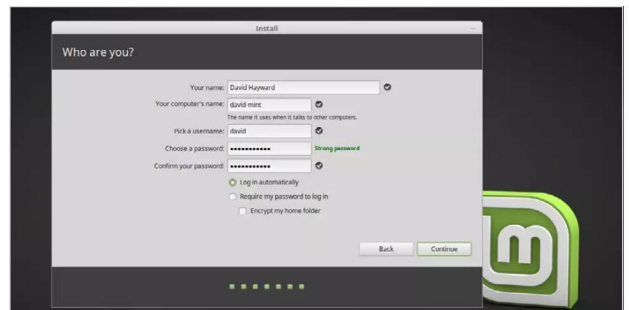 Install
Who are you?
Your name: David Hayward
Your computer's name: david-mint
The name it uses when it talks to other computers.
Pick a username: david
Choose a password: ●●●●●●●●●●● Strong password
Confirm your password: ●●●●●●●●●●●
Log in automatically
Require my password to log in
Encrypt my home folder
Back Continue